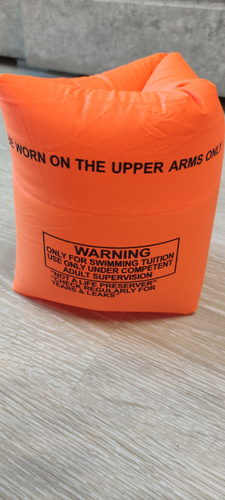 BE WORN ON THE UPPER ARMS ONLY
WARNING
ONLY FOR SWIMMING TUITION
USE ONLY UNDER COMPETENT
ADULT SUPERVISION
"NOT A LIFE PRESERVER"
"CHECK REGULARLY FOR
TEARS & LEAKS"